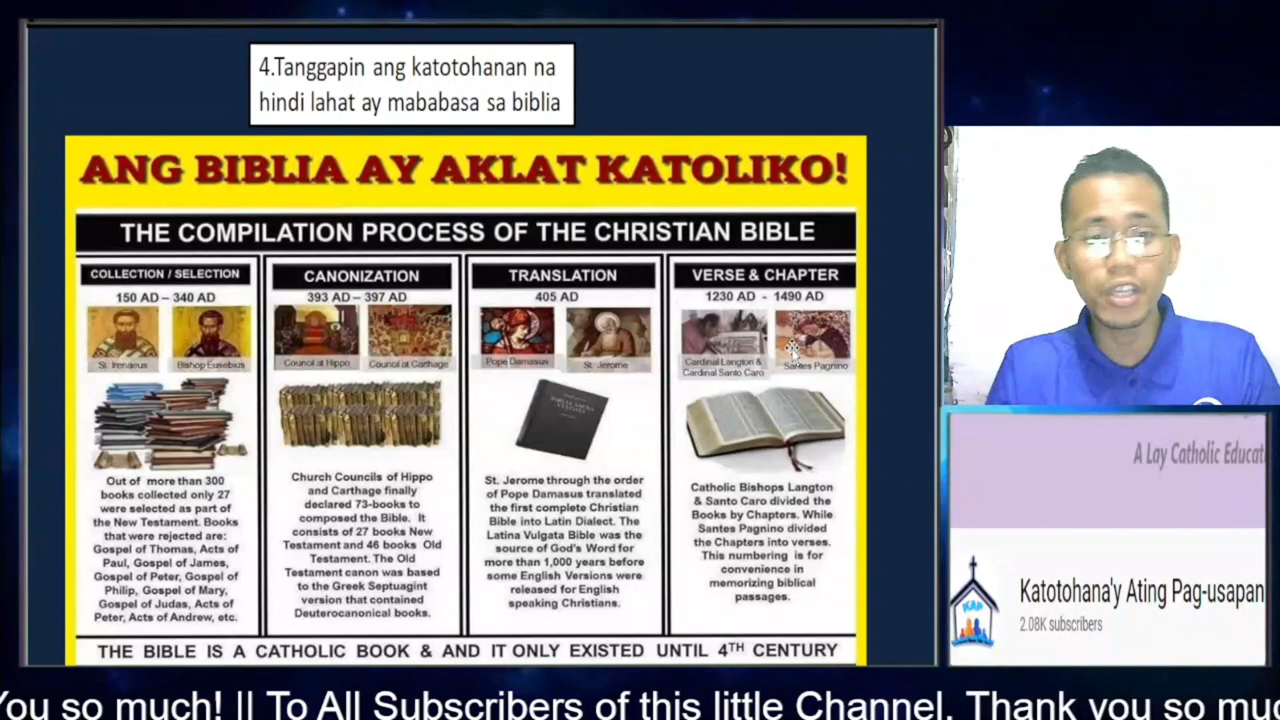 4.Tanggapin ang katotohanan na
hindi lahat ay mababasa sa biblia
ANG BIBLIA AY AKLAT KATOLIKO!
THE COMPILATION PROCESS OF THE CHRISTIAN BIBLE
COLLECTION / SELECTION
150 AD – 340 AD
St. Irenaeus
Bishop Eusebius
Out of more than 300
books collected only 27
were selected as part of
the New Testament. Books
that were rejected are:
Gospel of Thomas, Acts of
Paul, Gospel of James,
Gospel of Peter, Gospel of
Philip, Gospel of Mary,
Gospel of Judas, Acts of
Peter, Acts of Andrew, etc.
CANONIZATION
393 AD – 397 AD
Council at Hippo
Council at Carthage
Church Councils of Hippo
and Carthage finally
declared 73-books to
composed the Bible. It
consists of 27 books New
Testament and 46 books Old
Testament. The Old
Testament canon was based
to the Greek Septuagint
version that contained
Deuterocanonical books.
TRANSLATION
405 AD
Pope Damasus
St. Jerome
BIBLIA SACRA
VULGATA
St. Jerome through the order
of Pope Damasus translated
the first complete Christian
Bible into Latin Dialect. The
Latina Vulgata Bible was the
source of God's Word for
more than 1,000 years before
some English Versions were
released for English
speaking Christians.
VERSE & CHAPTER
1230 AD - 1490 AD
Cardinal Langton &
Cardinal Santo Caro
Santes Pagnino
Catholic Bishops Langton
& Santo Caro divided the
Books by Chapters. While
Santes Pagnino divided
the Chapters into verses.
This numbering is for
convenience in
memorizing biblical
passages.
THE BIBLE IS A CATHOLIC BOOK & AND IT ONLY EXISTED UNTIL 4TH CENTURY
A Lay Catholic Educat
KAP
Katotohana'y Ating Pag-usapan
2.08K subscribers
You so much! || To All Subscribers of this little Channel. Thank you so muc